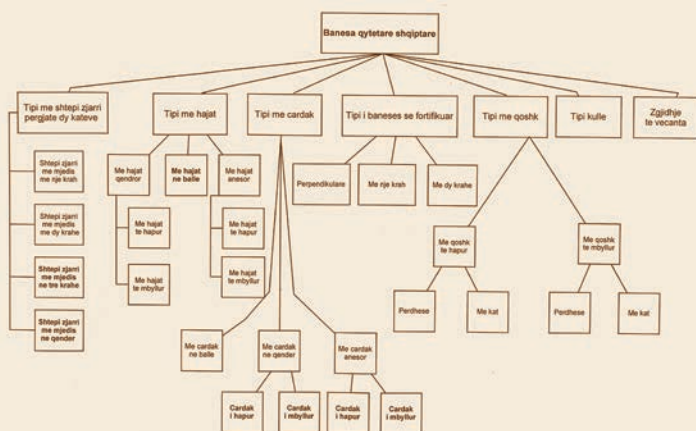 Banesa qytetare shqiptare
Tipi me shtepi zjarri
pergjate dy kateve
Tipi me hajat
Tipi me cardak
Tipi i baneses se fortifikuar
Tipi me qoshk
Tipi kulle
Zgjidhje
te vecanta
Shtepi zjarri
me mjedis
me nje krah
Shtepi zjarri
me mjedis
me dy krahe
Shtepi zjarri
me mjedis
ne tre krahe
Shtepi zjarri
me mjedis
ne qender
Me hajat
qendror
Me hajat
ne balle
Me hajat
anesor
Me hajat
te hapur
Me hajat
te mbyllur
Me hajat
te hapur
Me hajat
te mbyllur
Me cardak
ne balle
Me cardak
ne qender
Me cardak
anesor
Cardak
i hapur
Cardak
i mbyllur
Cardak
i hapur
Cardak
i mbyllur
Perpendikulare
Me nje krah
Me dy krahe
Me qoshk
te hapur
Me qoshk
te mbyllur
Perdhese
Me kat
Perdhese
Me kat